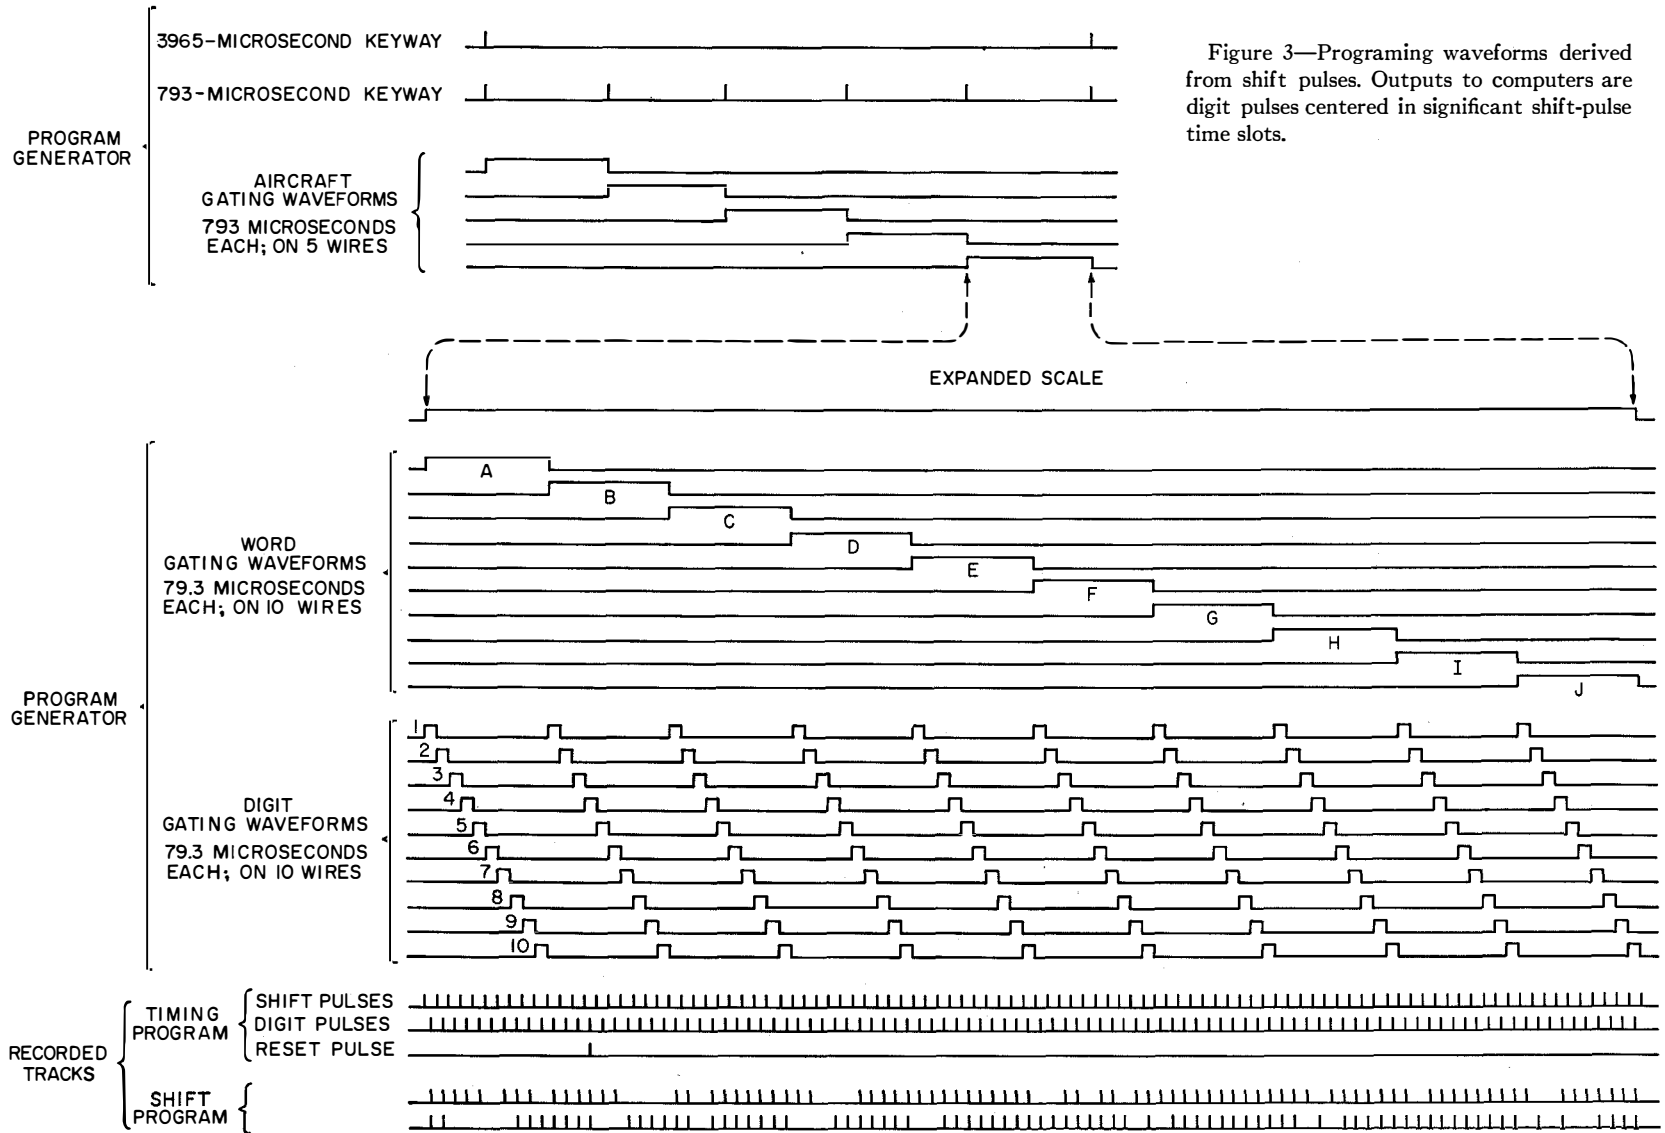 3965-MICROSECOND KEYWAY
793-MICROSECOND KEYWAY
PROGRAM
GENERATOR
AIRCRAFT
GATING WAVEFORMS
793 MICROSECONDS
EACH; ON 5 WIRES
Figure 3—Programing waveforms derived
from shift pulses. Outputs to computers are
digit pulses centered in significant shift-pulse
time slots.
EXPANDED SCALE
PROGRAM
GENERATOR
WORD
GATING WAVEFORMS
79.3 MICROSECONDS
EACH; ON 10 WIRES
A
B
C
D
E
F
G
H
I
J
DIGIT
GATING WAVEFORMS
79.3 MICROSECONDS
EACH; ON 10 WIRES
1
2
3
4
5
6
7
8
9
10
RECORDED
TRACKS
TIMING
PROGRAM
SHIFT PULSES
DIGIT PULSES
RESET PULSE
SHIFT
PROGRAM